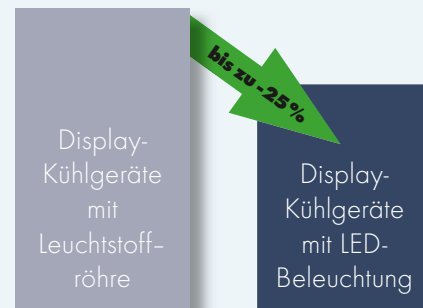 bis zu -25%
Display-
Kühlgeräte
mit
Leuchtstoff-
röhre
Display-
Kühlgeräte
mit LED-
Beleuchtung